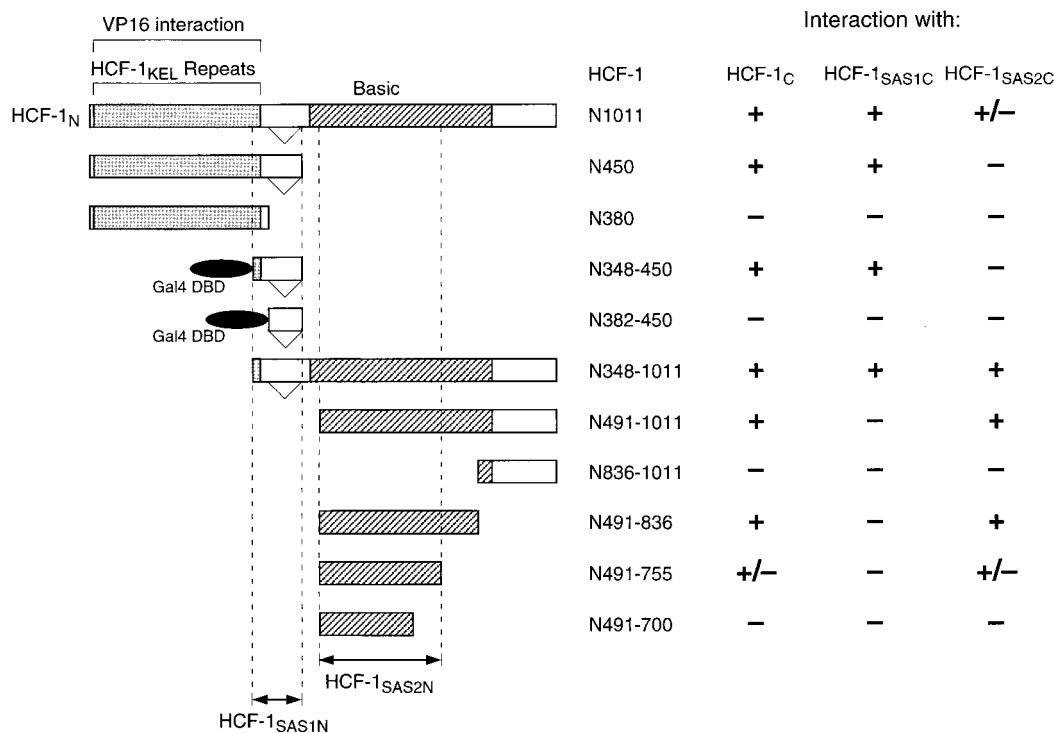 VP16 interaction
HCF-1KEL Repeats
Basic
HCF-1N
Gal4 DBD
Gal4 DBD
HCF-1SAS2N
HCF-1SAS1N
Interaction with:
HCF-1 HCF-1C HCF-1SAS1C HCF-1SAS2C
N1011 + + +/−
N450 + + −
N380 − − −
N348-450 + + −
N382-450 − − −
N348-1011 + + +
N491-1011 + − +
N836-1011 − − −
N491-836 + − +
N491-755 +/− − +/−
N491-700 − − −